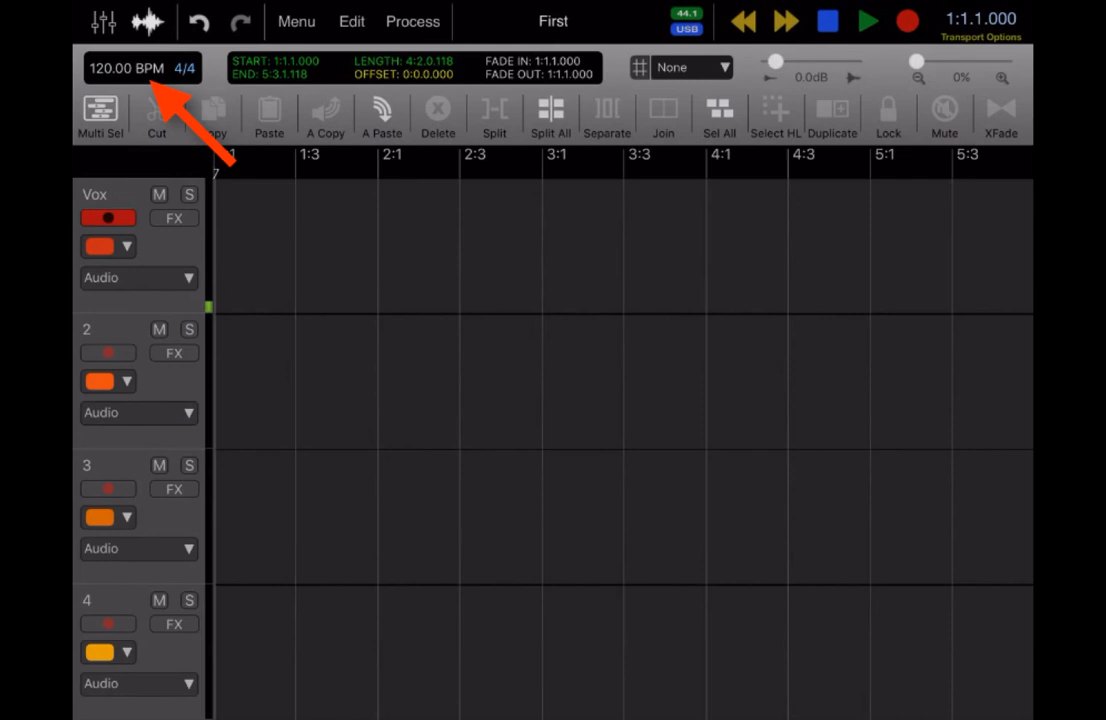 Menu Edit Process First 44.1 USB 1:1.1.000
Transport Options
120.00 BPM 4/4 START: 1:1.1.000 LENGTH: 4:2.0.118 FADE IN: 1:1.1.000 None 0.0dB 0%
END: 5:3.1.118 OFFSET: 0:0.0.000 FADE OUT: 1:1.1.000
Multi Sel Cut Paste A Copy A Paste Delete Split Split All Separate Join Sel All Select HL Duplicate Lock Mute XFade
1:3 2:1 2:3 3:1 3:3 4:1 4:3 5:1 5:3
7
Vox M S
FX
Audio
2 M S
FX
Audio
3 M S
FX
Audio
4 M S
FX
Audio